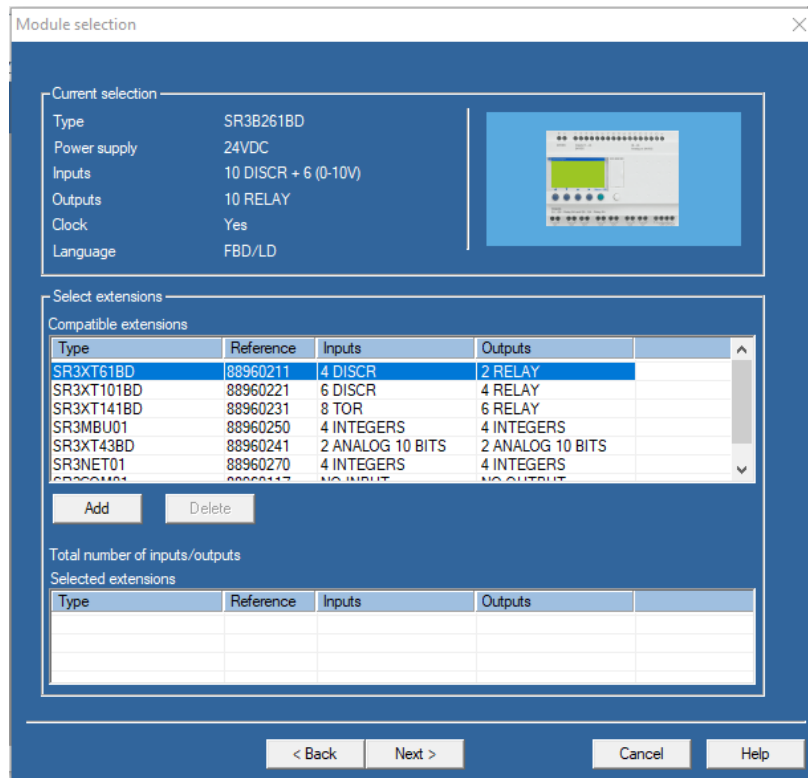 Module selection
Current selection
Type SR3B261BD
Power supply 24VDC
Inputs 10 DISCR + 6 (0-10V)
Outputs 10 RELAY
Clock Yes
Language FBD/LD
Select extensions
Compatible extensions
Type Reference Inputs Outputs
SR3XT61BD 88960211 4 DISCR 2 RELAY
SR3XT101BD 88960221 6 DISCR 4 RELAY
SR3XT141BD 88960231 8 TOR 6 RELAY
SR3MBU01 88960250 4 INTEGERS 4 INTEGERS
SR3XT43BD 88960241 2 ANALOG 10 BITS 2 ANALOG 10 BITS
SR3NET01 88960270 4 INTEGERS 4 INTEGERS
NO INPUT NO OUTPUT
Add Delete
Total number of inputs/outputs
Selected extensions
Type Reference Inputs Outputs
< Back Next > Cancel Help